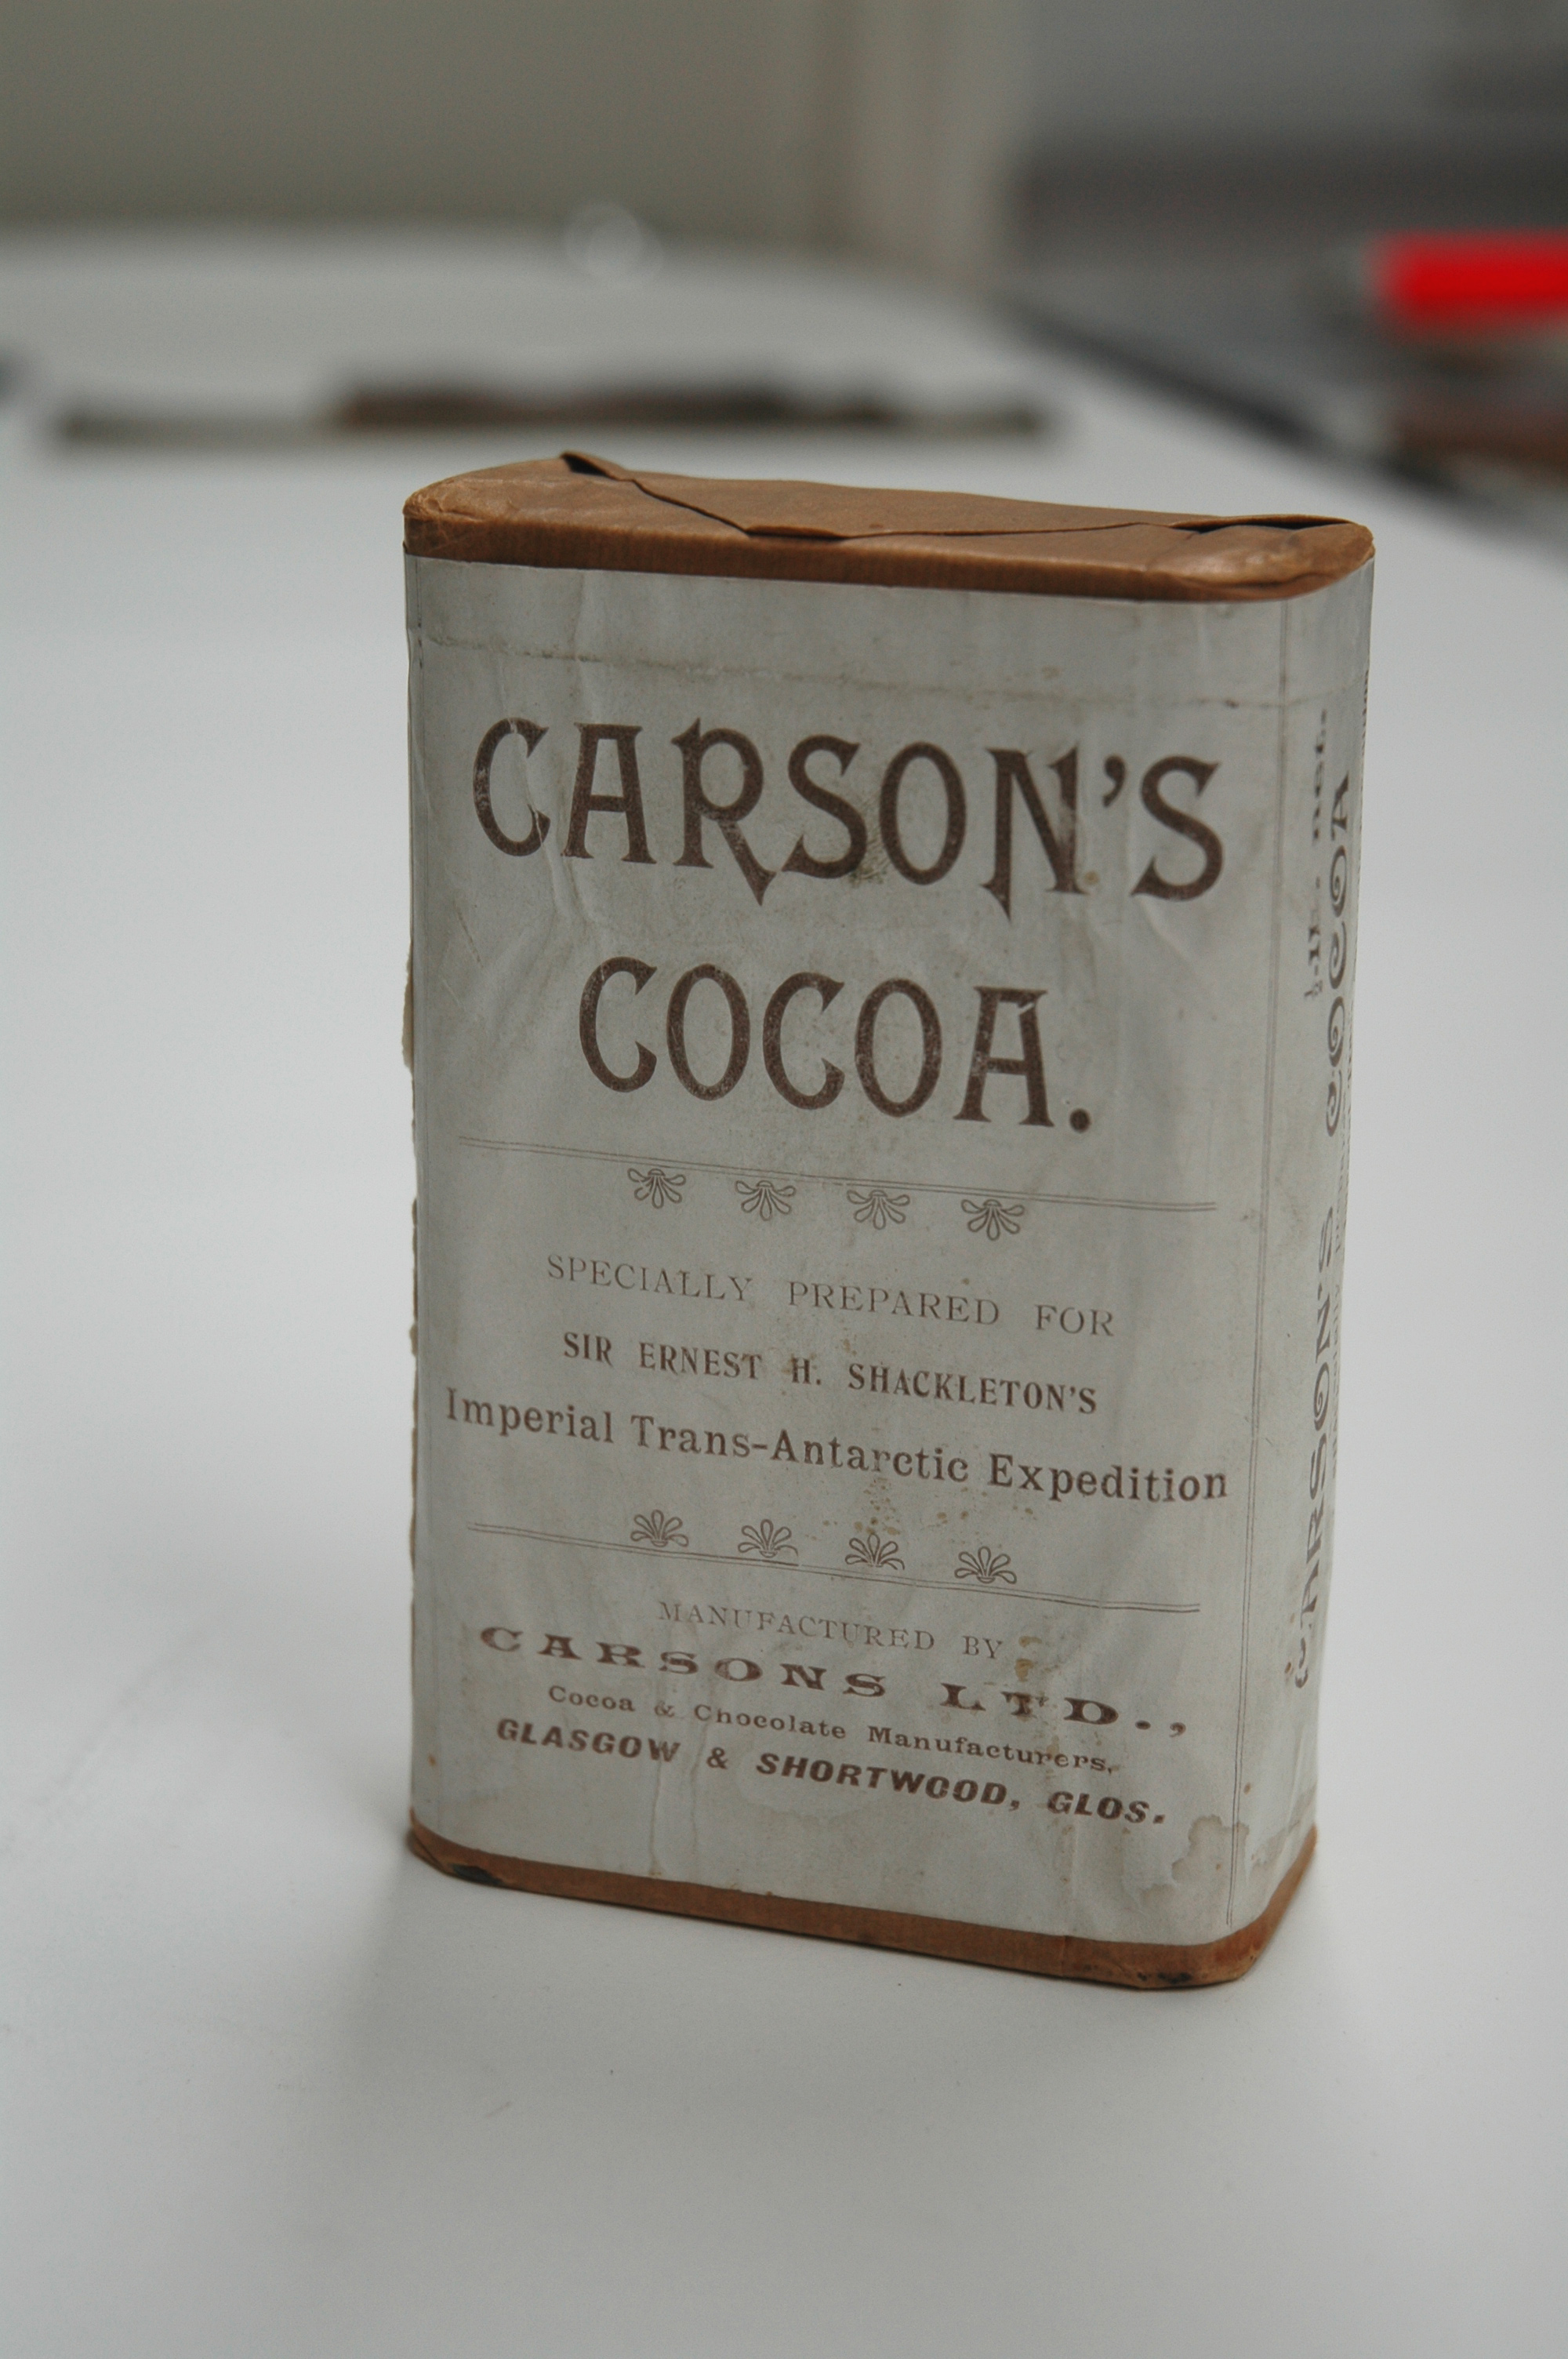 CARSON'S
COCOA.
SPECIALLY PREPARED FOR
SIR ERNEST H. SHACKLETON'S
Imperial Trans-Antarctic Expedition
MANUFACTURED BY
CARSONS LTD.,
Cocoa & Chocolate Manufacturers,
GLASGOW & SHORTWOOD, GLOS.
CARSON'S COCOA